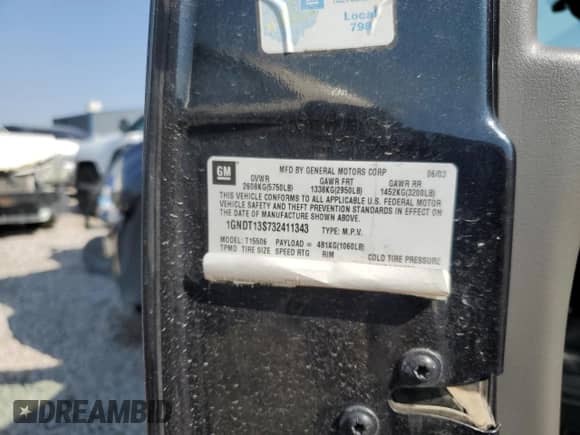 Local
798
GM
MFD BY GENERAL MOTORS CORP
06/03
GVWR GAWR FRT GAWR RR
2608KG(5750LB) 1338KG(2950LB) 1452KG(3200LB)
THIS VEHICLE CONFORMS TO ALL APPLICABLE U.S. FEDERAL MOTOR
VEHICLE SAFETY AND THEFT PREVENTION STANDARDS IN EFFECT ON
THE DATE OF MANUFACTURE SHOWN ABOVE.
1GNDT13S732411343 TYPE: M.P.V.
MODEL: T15506 PAYLOAD = 481KG(1060LB)
TPMD TIRE SIZE SPEED RTG RIM COLD TIRE PRESSURE
DREAMBID